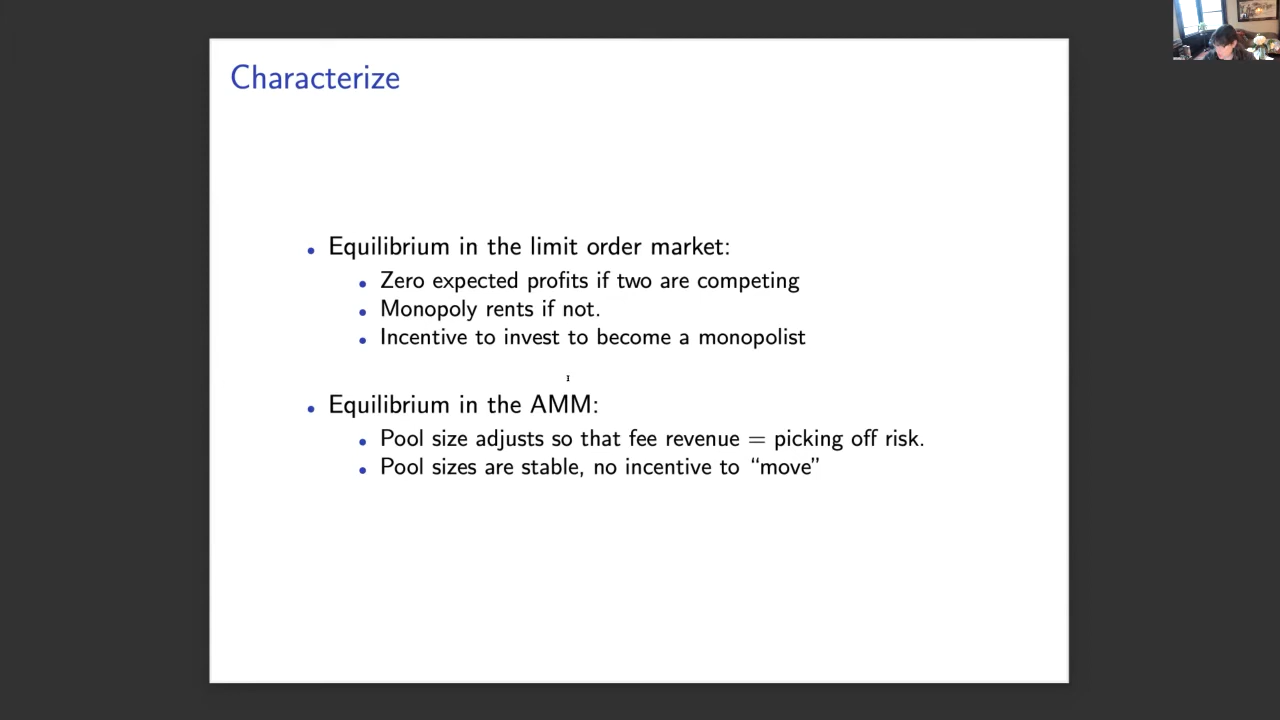 Characterize
• Equilibrium in the limit order market:
• Zero expected profits if two are competing
• Monopoly rents if not.
• Incentive to invest to become a monopolist
• Equilibrium in the AMM:
• Pool size adjusts so that fee revenue = picking off risk.
• Pool sizes are stable, no incentive to “move”